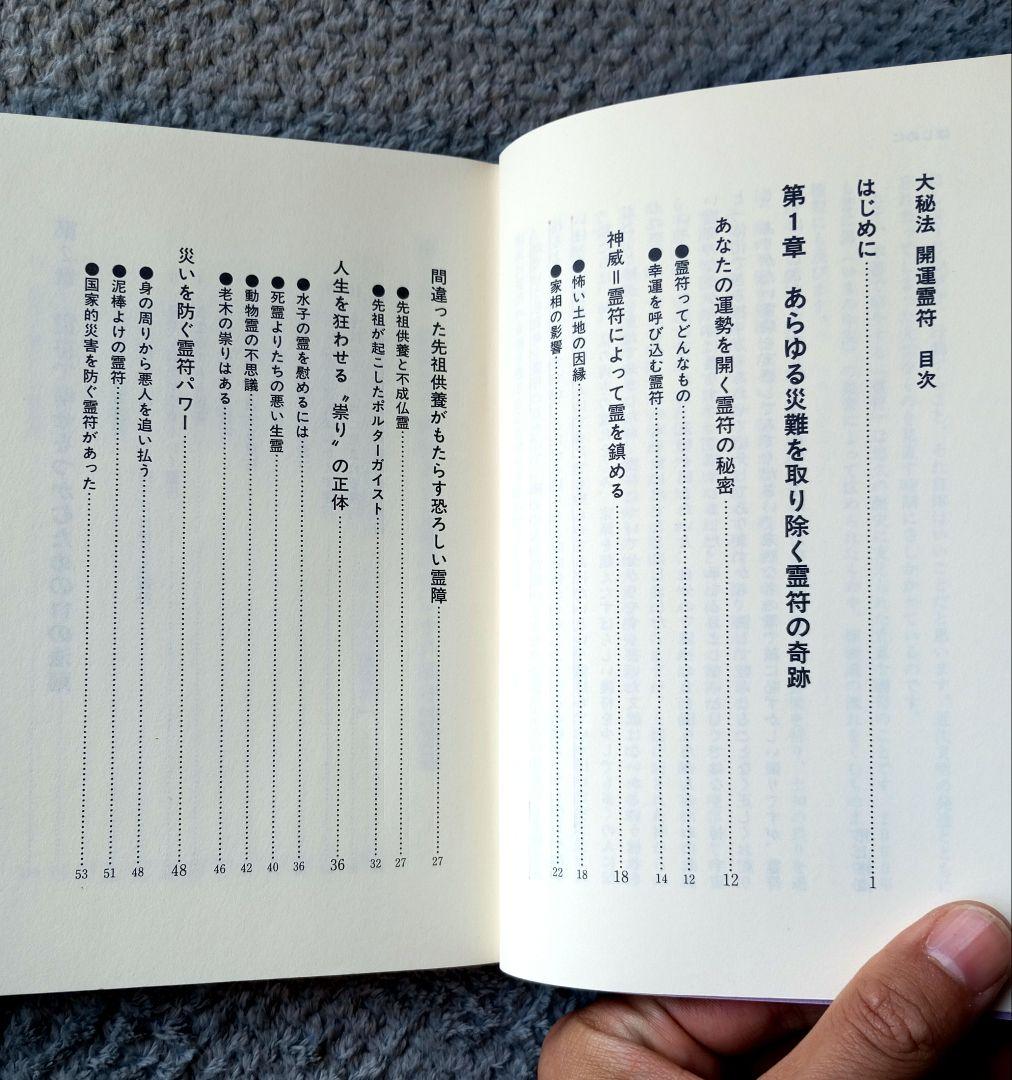 大秘法 開運霊符 目次
はじめに……1
第1章 あらゆる災難を取り除く霊符の奇跡
あなたの運勢を開く霊符の秘密……12
●霊符ってどんなもの……12
●幸運を呼び込む霊符……14
神威＝霊符によって霊を鎮める……18
●怖い土地の因縁……18
●家相の影響……22
間違った先祖供養がもたらす恐ろしい霊障……27
●先祖供養と不成仏霊……27
●先祖が起こしたポルターガイスト……32
人生を狂わせる〝祟り〟の正体……36
●水子の霊を慰めるには……36
●死霊よりたちの悪い生霊……40
●動物霊の不思議……42
●老木の祟りはある……46
災いを防ぐ霊符パワー……48
●身の周りから悪人を追い払う……48
●泥棒よけの霊符……51
●国家的災害を防ぐ霊符があった……53